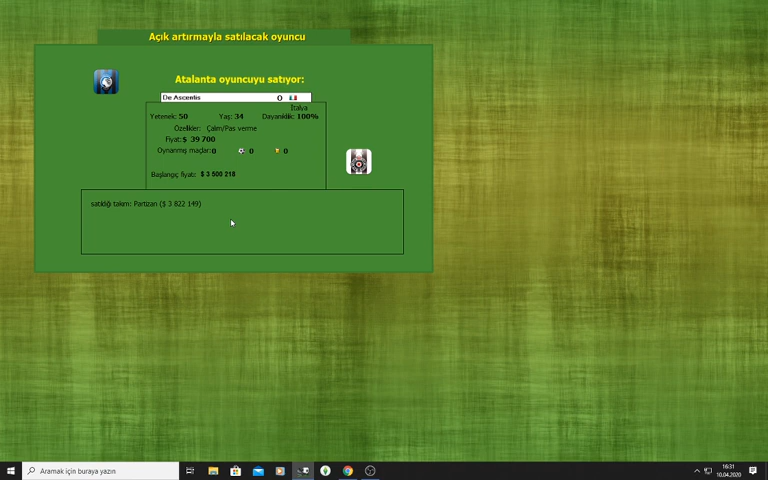 Açık artırmayla satılacak oyuncu
Atalanta oyuncuyu satıyor:
De Ascentis 0
İtalya
Yetenek: 50 Yaş: 34 Dayanıklık: 100%
Özellikler: Çalım/Pas verme
Fiyat: $ 39 700
Oynanmış maçlar: 0 0 0
Başlangıç fiyatı: $ 3 500 218
satıldığı takım: Partizan ($ 3 822 149)
Aramak için buraya yazın
16:31
10.04.2020